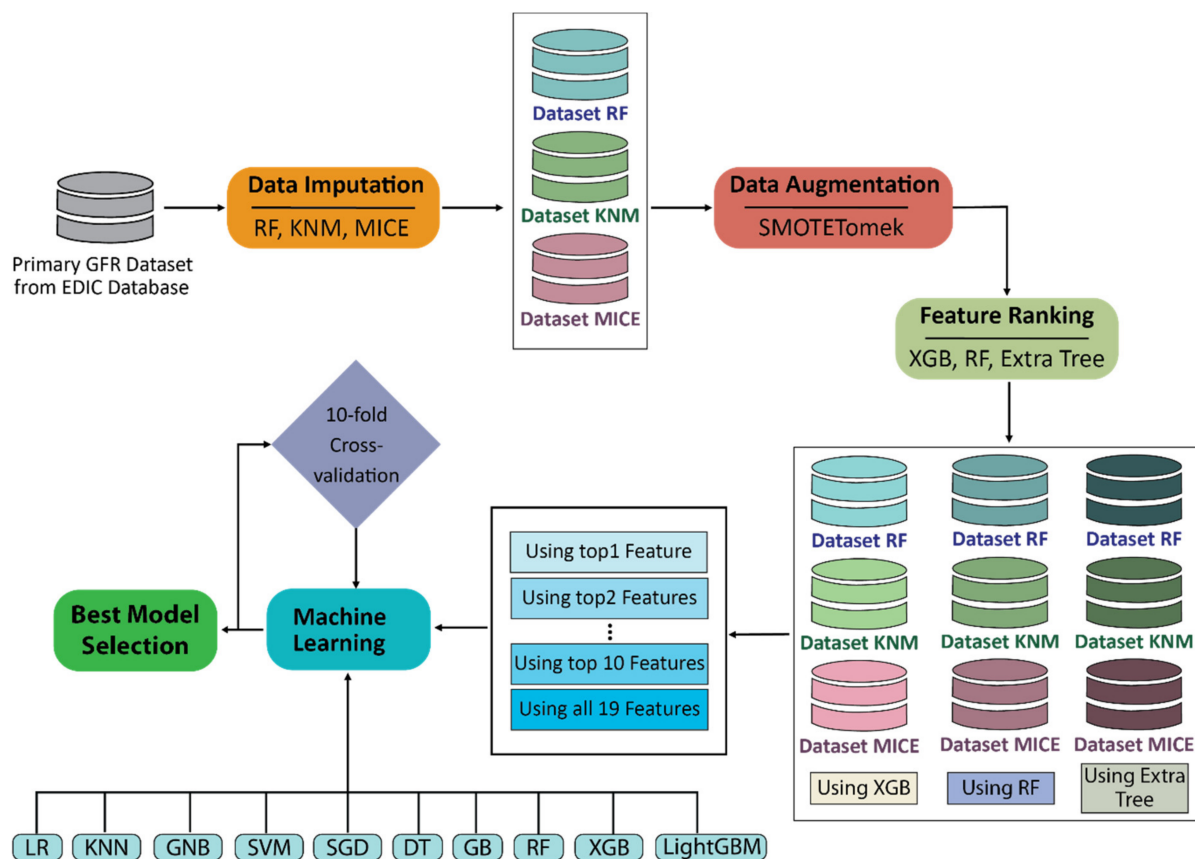 Primary GFR Dataset
from EDIC Database
Data Imputation
RF, KNM, MICE
Dataset RF
Dataset KNM
Dataset MICE
Data Augmentation
SMOTETomek
Feature Ranking
XGB, RF, Extra Tree
Dataset RF
Dataset RF
Dataset RF
Dataset KNM
Dataset KNM
Dataset KNM
Dataset MICE
Dataset MICE
Dataset MICE
Using XGB
Using RF
Using Extra
Tree
Using top1 Feature
Using top2 Features
Using top 10 Features
Using all 19 Features
10-fold
Cross-
validation
Machine
Learning
Best Model
Selection
LR
KNN
GNB
SVM
SGD
DT
GB
RF
XGB
LightGBM